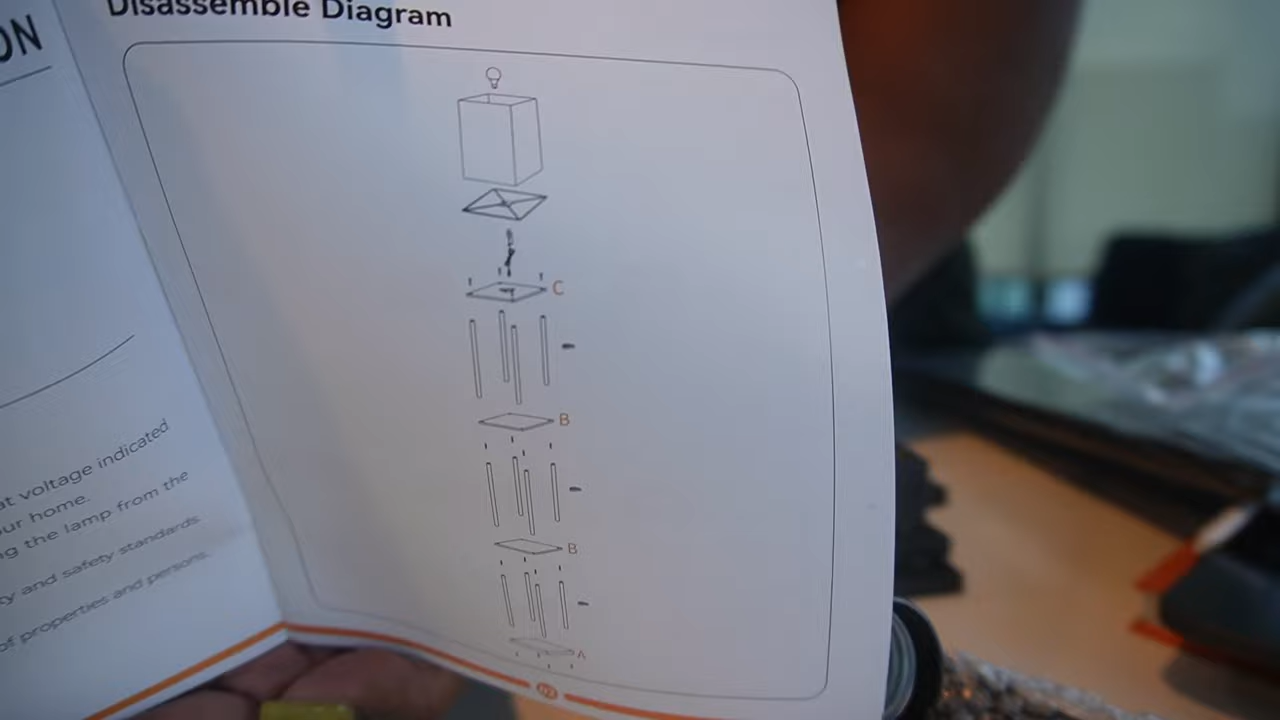 ON
at voltage indicated
our home.
ng the lamp from the
y and safety standards
of properties and persons.
Disassemble Diagram
C
B
B
A
2